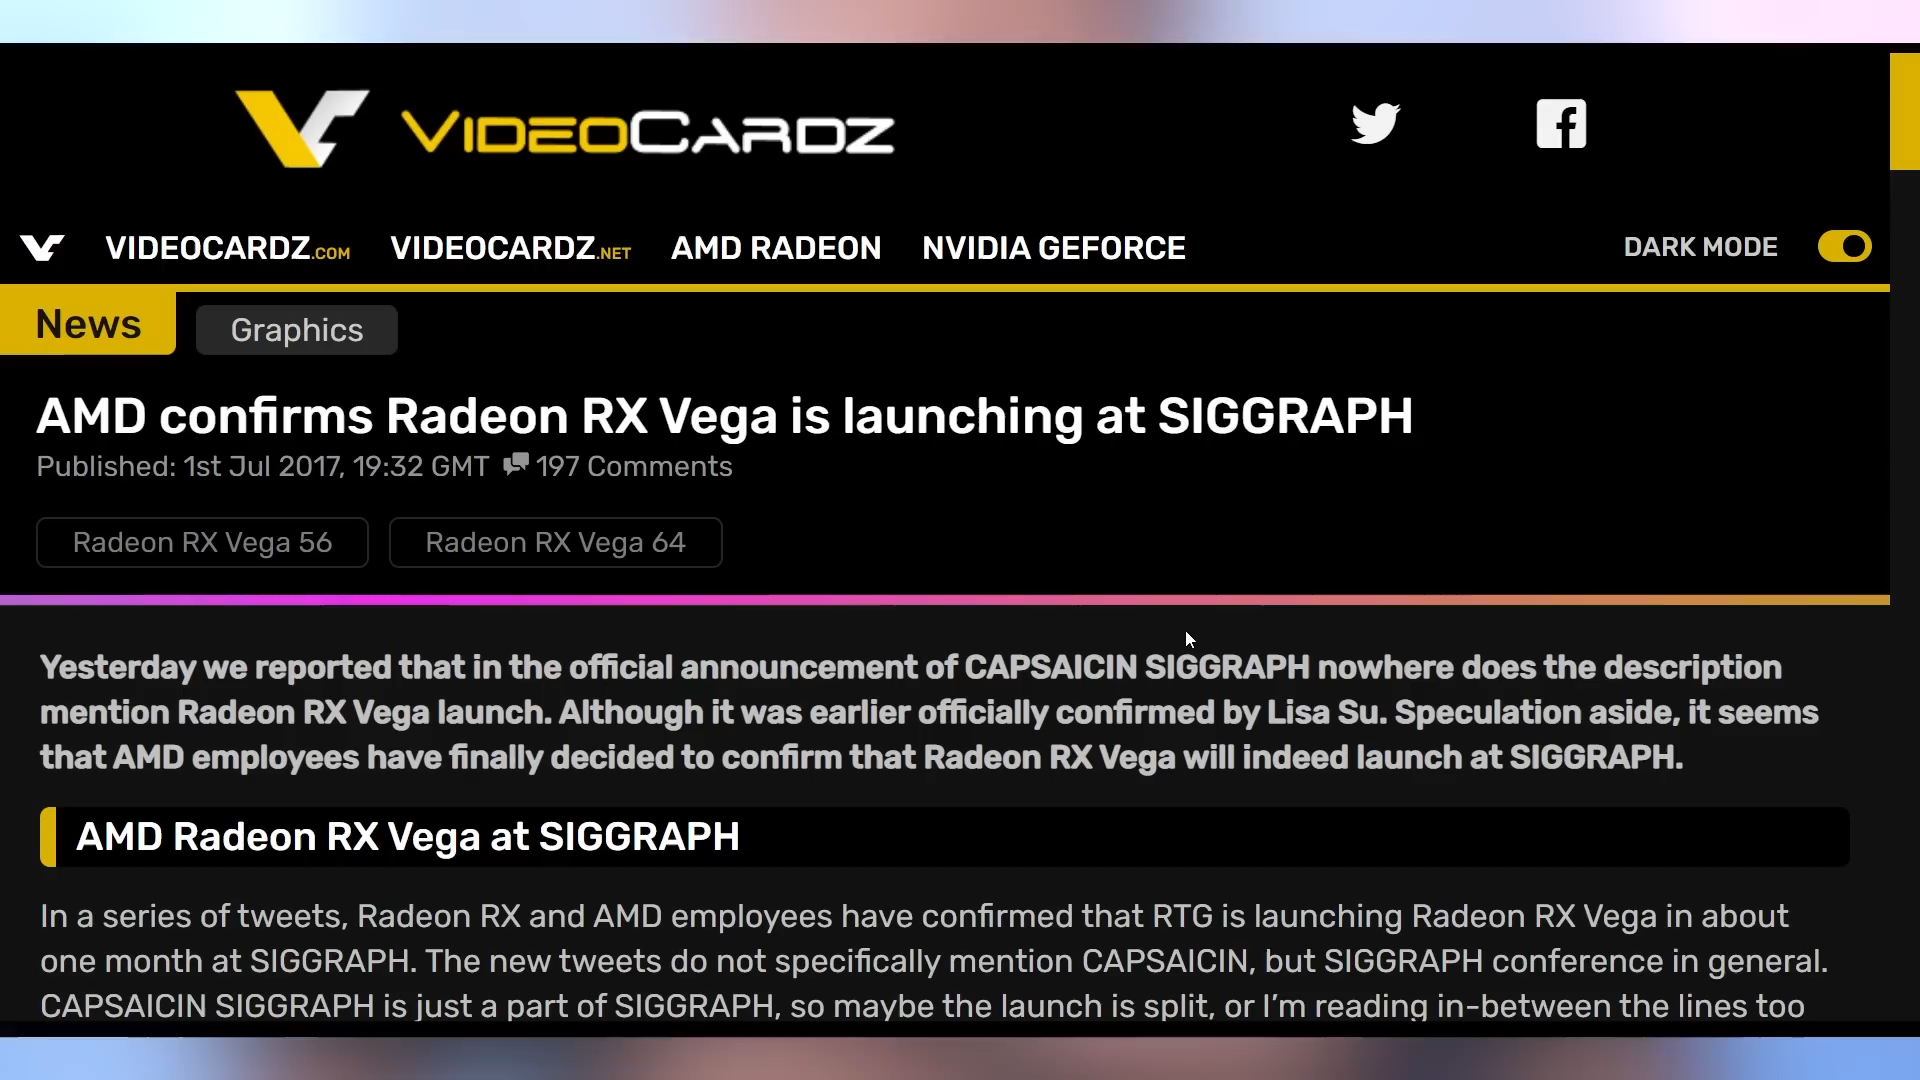 VIDEOCARDZ
VIDEOCARDZ.COM VIDEOCARDZ.NET AMD RADEON NVIDIA GEFORCE DARK MODE
News Graphics
AMD confirms Radeon RX Vega is launching at SIGGRAPH
Published: 1st Jul 2017, 19:32 GMT 197 Comments
Radeon RX Vega 56 Radeon RX Vega 64
Yesterday we reported that in the official announcement of CAPSAICIN SIGGRAPH nowhere does the description
mention Radeon RX Vega launch. Although it was earlier officially confirmed by Lisa Su. Speculation aside, it seems
that AMD employees have finally decided to confirm that Radeon RX Vega will indeed launch at SIGGRAPH.
AMD Radeon RX Vega at SIGGRAPH
In a series of tweets, Radeon RX and AMD employees have confirmed that RTG is launching Radeon RX Vega in about
one month at SIGGRAPH. The new tweets do not specifically mention CAPSAICIN, but SIGGRAPH conference in general.
CAPSAICIN SIGGRAPH is just a part of SIGGRAPH, so maybe the launch is split, or I'm reading in-between the lines too